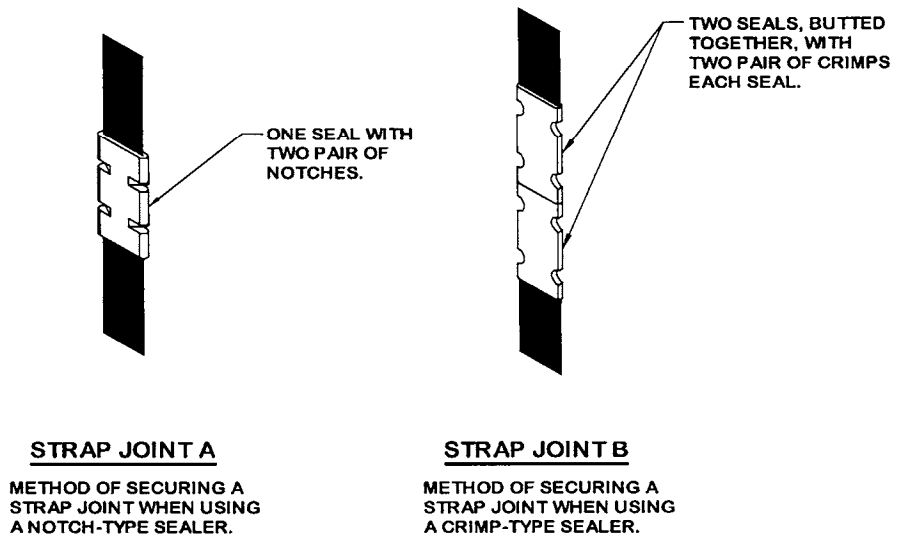 ONE SEAL WITH
TWO PAIR OF
NOTCHES.
TWO SEALS, BUTTED
TOGETHER, WITH
TWO PAIR OF CRIMPS
EACH SEAL.
STRAP JOINT A
METHOD OF SECURING A
STRAP JOINT WHEN USING
A NOTCH-TYPE SEALER.
STRAP JOINT B
METHOD OF SECURING A
STRAP JOINT WHEN USING
A CRIMP-TYPE SEALER.